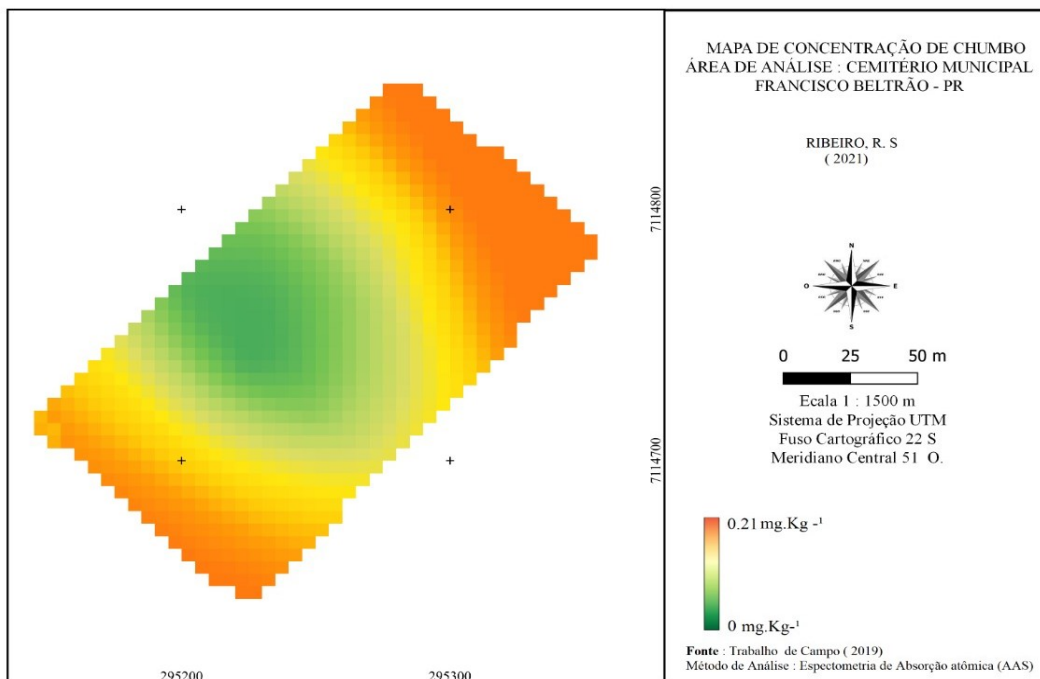 MAPA DE CONCENTRAÇÃO DE CHUMBO
ÁREA DE ANÁLISE : CEMITÉRIO MUNICIPAL
FRANCISCO BELTRÃO - PR
RIBEIRO, R. S
( 2021)
7114800
7114700
295200
295300
N
O
E
S
0 25 50 m
Ecala 1 : 1500 m
Sistema de Projeção UTM
Fuso Cartográfico 22 S
Meridiano Central 51 O.
0.21 mg.Kg -¹
0 mg.Kg-¹
Fonte : Trabalho de Campo ( 2019)
Método de Análise : Espectometria de Absorção atômica (AAS)